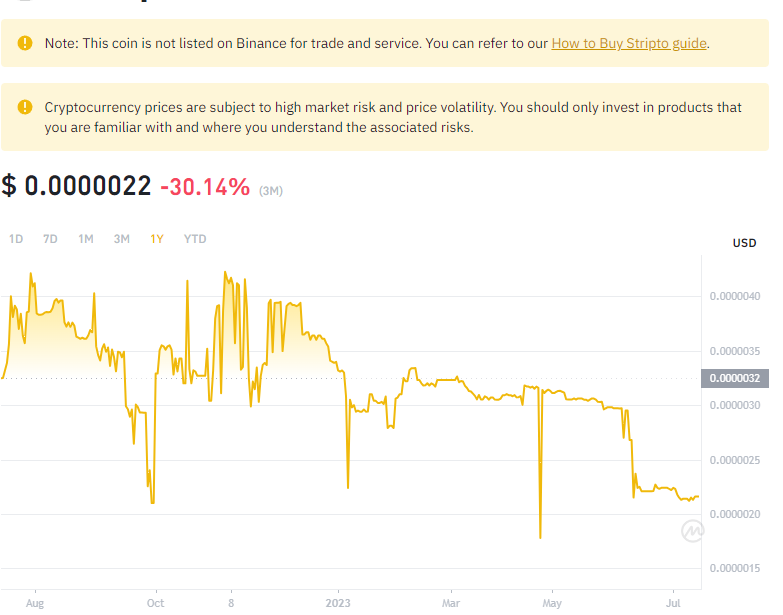 Note: This coin is not listed on Binance for trade and service. You can refer to our How to Buy Stripto guide.
Cryptocurrency prices are subject to high market risk and price volatility. You should only invest in products that
you are familiar with and where you understand the associated risks.
$ 0.0000022 -30.14% (3M)
1D 7D 1M 3M 1Y YTD
USD
0.0000040
0.0000035
0.0000032
0.0000030
0.0000025
0.0000020
0.0000015
Aug Oct 8 2023 Mar May Jul